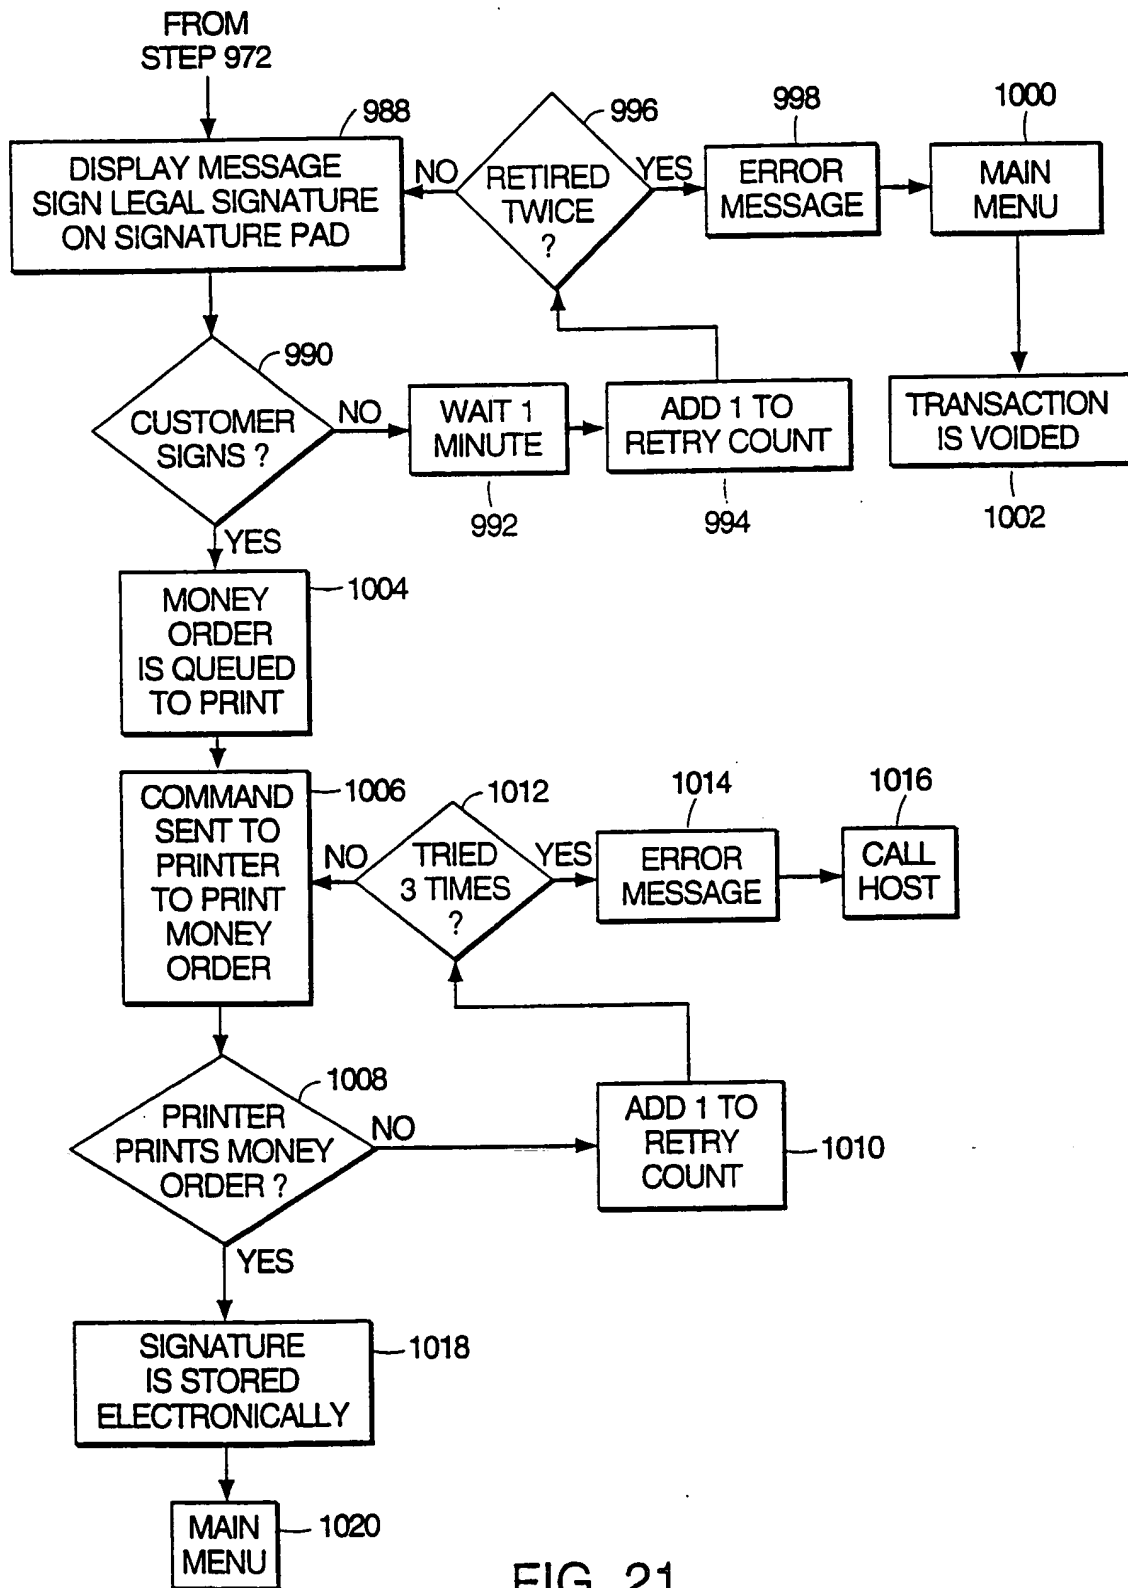 FROM
STEP 972
988
DISPLAY MESSAGE
SIGN LEGAL SIGNATURE
ON SIGNATURE PAD
996
RETIRED
TWICE
?
NO
YES
998
ERROR
MESSAGE
1000
MAIN
MENU
990
CUSTOMER
SIGNS ?
NO
WAIT 1
MINUTE
992
ADD 1 TO
RETRY COUNT
994
TRANSACTION
IS VOIDED
1002
YES
MONEY
ORDER
IS QUEUED
TO PRINT
1004
COMMAND
SENT TO
PRINTER
TO PRINT
MONEY
ORDER
1006
1012
TRIED
3 TIMES
?
NO
YES
1014
ERROR
MESSAGE
1016
CALL
HOST
1008
PRINTER
PRINTS MONEY
ORDER ?
NO
ADD 1 TO
RETRY
COUNT
1010
YES
SIGNATURE
IS STORED
ELECTRONICALLY
1018
MAIN
MENU
1020
FIG. 21